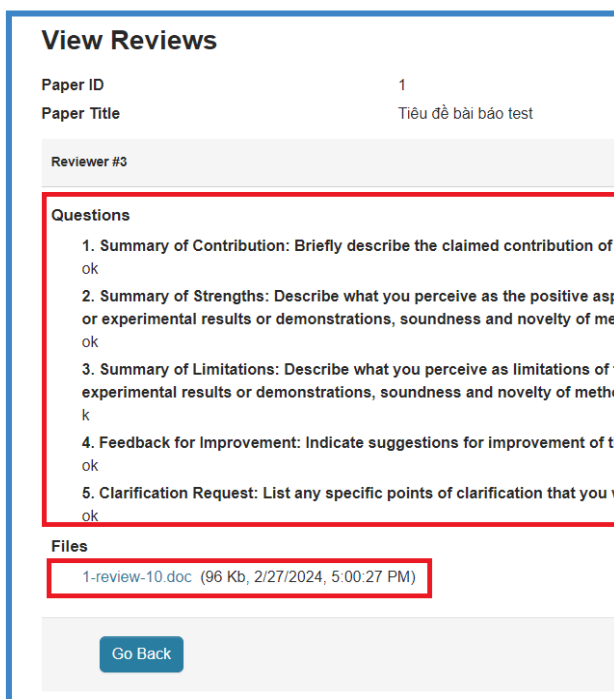 View Reviews
Paper ID 1
Paper Title Tiêu đề bài báo test
Reviewer #3
Questions
1. Summary of Contribution: Briefly describe the claimed contribution of
ok
2. Summary of Strengths: Describe what you perceive as the positive
or experimental results or demonstrations, soundness and novelty of
ok
3. Summary of Limitations: Describe what you perceive as limitations of
experimental results or demonstrations, soundness and novelty of
k
4. Feedback for Improvement: Indicate suggestions for improvement of
ok
5. Clarification Request: List any specific points of clarification that you
ok
Files
1-review-10.doc (96 Kb, 2/27/2024, 5:00:27 PM)
Go Back